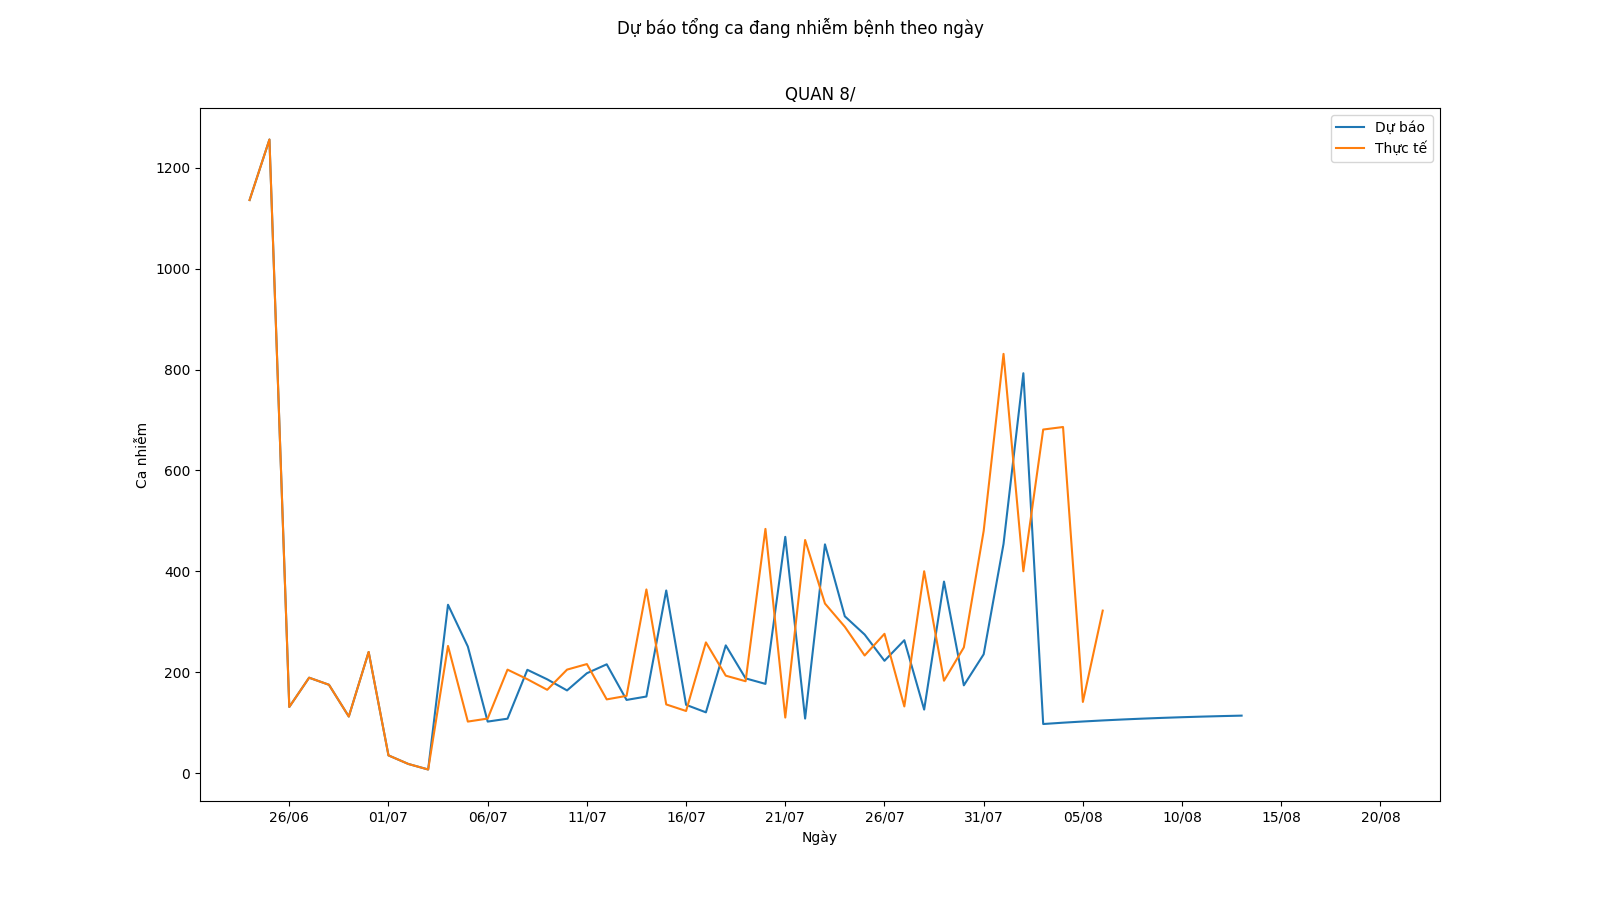 Dự báo tổng ca đang nhiễm bệnh theo ngày
QUAN 8/
Dự báo
Thực tế
1200
1000
800
600
400
200
0
Ca nhiễm
26/06 01/07 06/07 11/07 16/07 21/07 26/07 31/07 05/08 10/08 15/08 20/08
Ngày